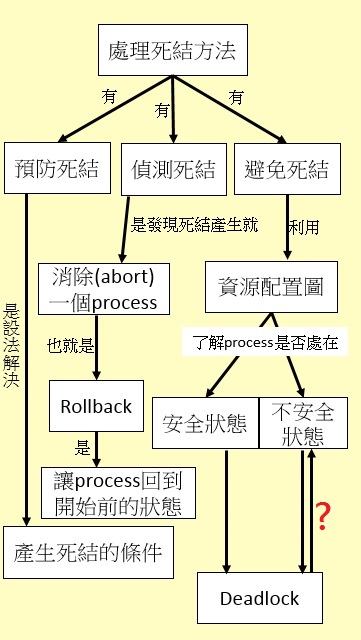 處理死結方法
有
有
有
預防死結
偵測死結
避免死結
是發現死結產生就
利用
消除(abort)
一個process
資源配置圖
是設法解決
也就是
了解process是否處在
Rollback
安全狀態
不安全
狀態
是
讓process回到
開始前的狀態
?
產生死結的條件
Deadlock